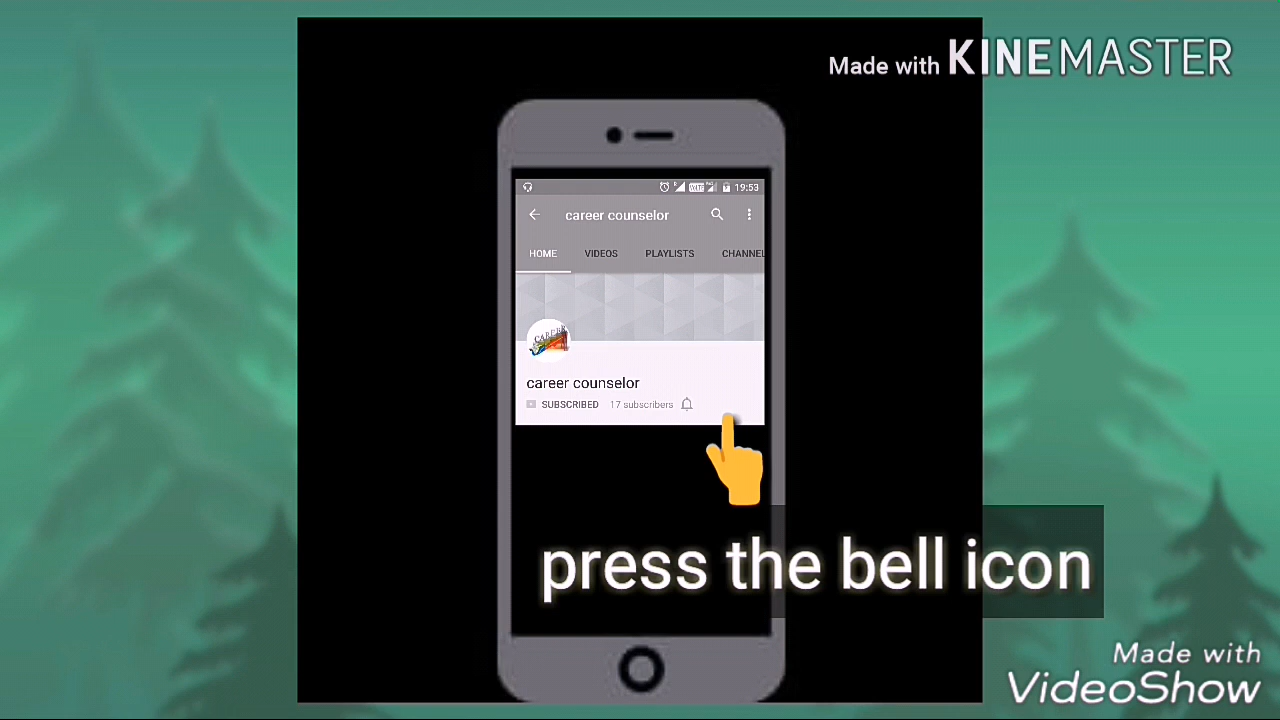 Made with KINEMASTER
19:53
career counselor
HOME VIDEOS PLAYLISTS CHANNEL
CAREER
career counselor
SUBSCRIBED 17 subscribers
press the bell icon
Made with
VideoShow